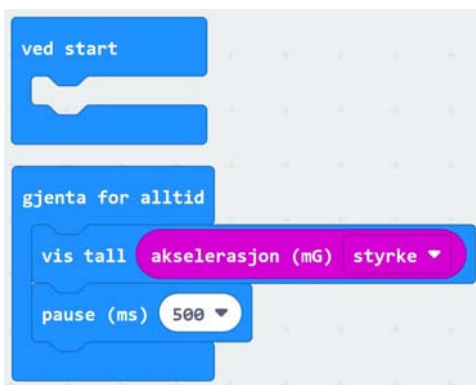 ved start
gjenta for alltid
vis tall akselerasjon (mG) styrke
pause (ms) 500